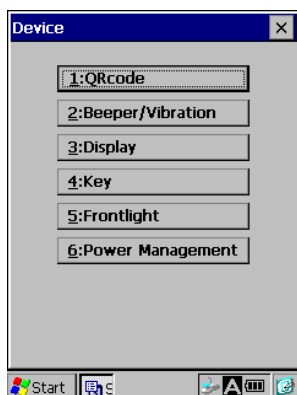 Device
1:QRcode
2:Beeper/Vibration
3:Display
4:Key
5:Frontlight
6:Power Management
Start S A